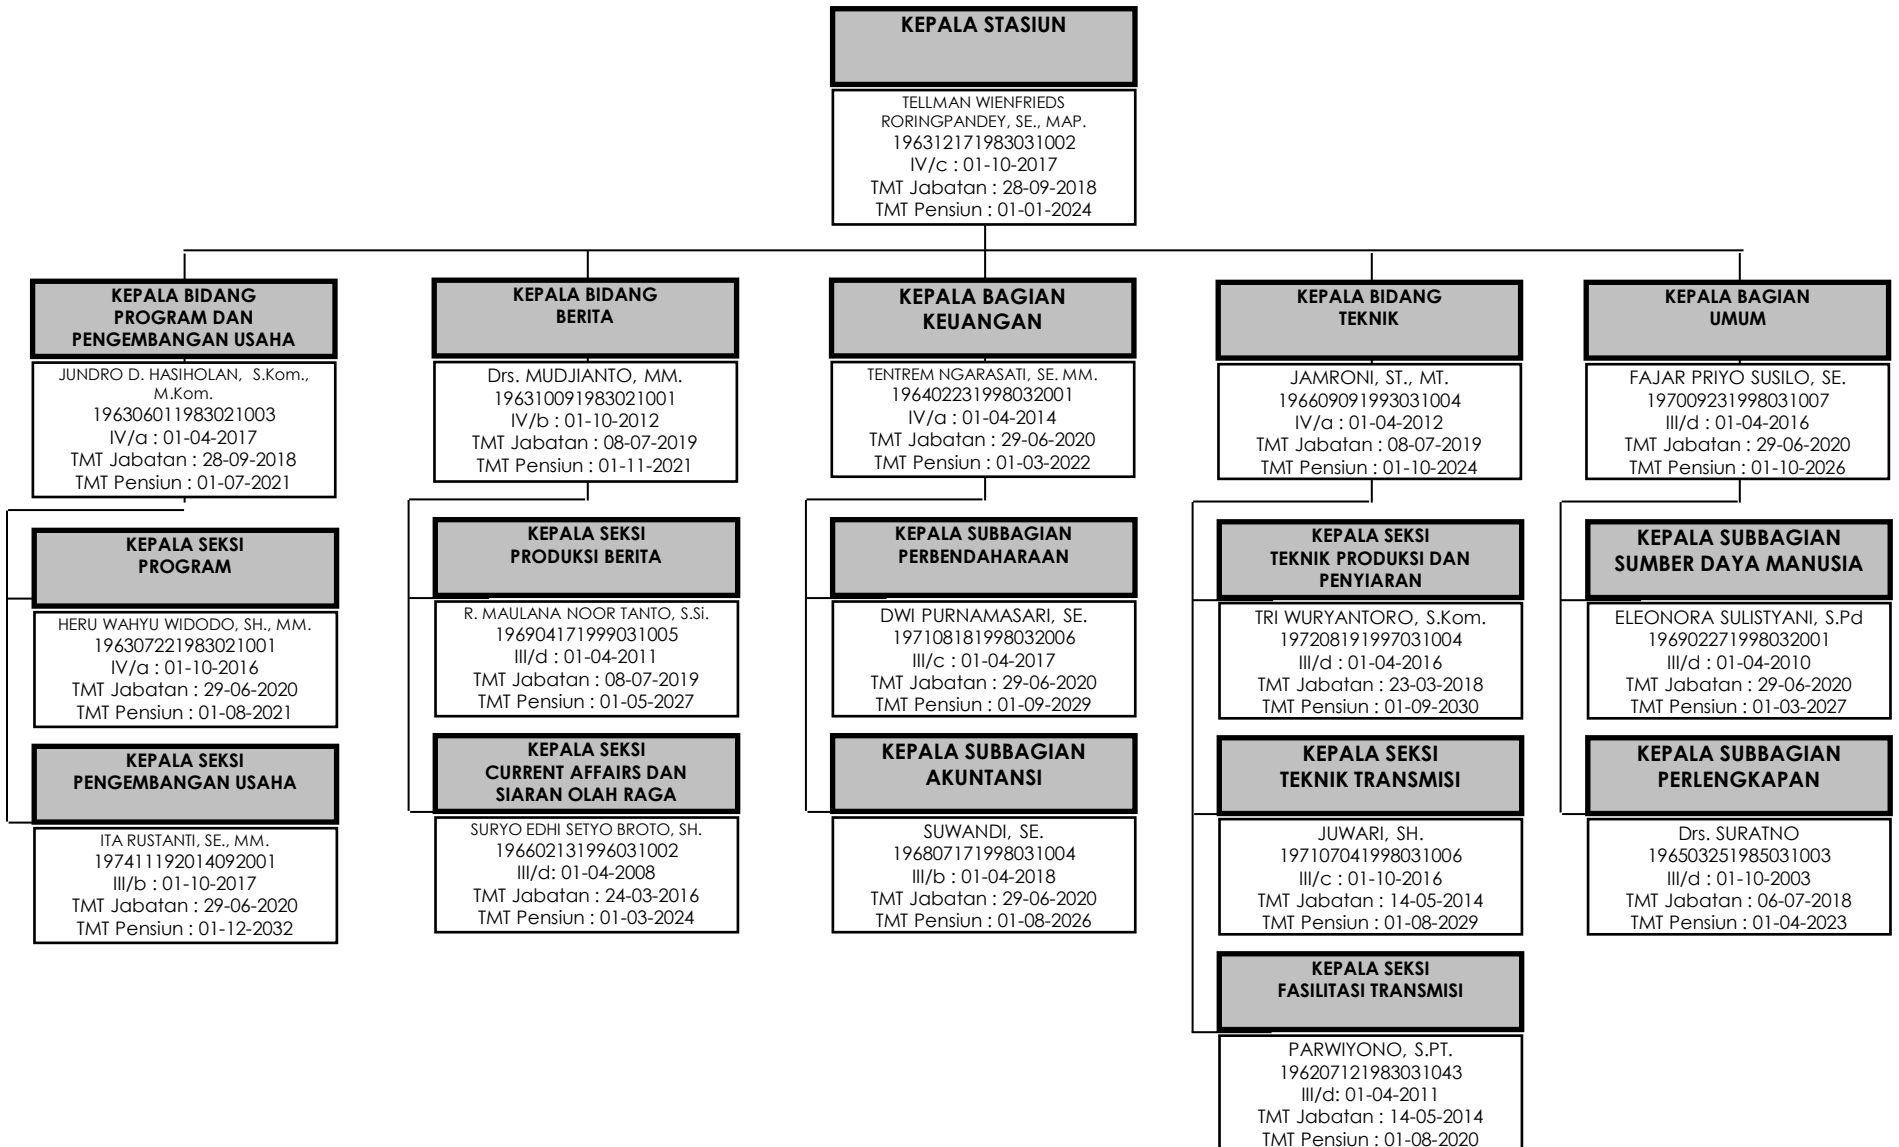 KEPALA STASIUN
TELLMAN WIENFRIEDS
RORINGPANDEY, SE., MAP.
196312171983031002
IV/c : 01-10-2017
TMT Jabatan : 28-09-2018
TMT Pensiun : 01-01-2024
KEPALA BIDANG
PROGRAM DAN
PENGEMBANGAN USAHA
JUNDRO D. HASIHOLAN, S.Kom.,
M.Kom.
196306011983021003
IV/a : 01-04-2017
TMT Jabatan : 28-09-2018
TMT Pensiun : 01-07-2021
KEPALA SEKSI
PROGRAM
HERU WAHYU WIDODO, SH., MM.
196307221983021001
IV/a : 01-10-2016
TMT Jabatan : 29-06-2020
TMT Pensiun : 01-08-2021
KEPALA SEKSI
PENGEMBANGAN USAHA
ITA RUSTANTI, SE., MM.
197411192014092001
III/b : 01-10-2017
TMT Jabatan : 29-06-2020
TMT Pensiun : 01-12-2032
KEPALA BIDANG
BERITA
Drs. MUDJIANTO, MM.
196310091983021001
IV/b : 01-10-2012
TMT Jabatan : 08-07-2019
TMT Pensiun : 01-11-2021
KEPALA SEKSI
PRODUKSI BERITA
R. MAULANA NOOR TANTO, S.Si.
196904171999031005
III/d : 01-04-2011
TMT Jabatan : 08-07-2019
TMT Pensiun : 01-05-2027
KEPALA SEKSI
CURRENT AFFAIRS DAN
SIARAN OLAH RAGA
SURYO EDHI SETYO BROTO, SH.
196602131996031002
III/d: 01-04-2008
TMT Jabatan : 24-03-2016
TMT Pensiun : 01-03-2024
KEPALA BAGIAN
KEUANGAN
TENTREM NGARASATI, SE. MM.
196402231998032001
IV/a : 01-04-2014
TMT Jabatan : 29-06-2020
TMT Pensiun : 01-03-2022
KEPALA SUBBAGIAN
PERBENDAHARAAN
DWI PURNAMASARI, SE.
197108181998032006
III/c : 01-04-2017
TMT Jabatan : 29-06-2020
TMT Pensiun : 01-09-2029
KEPALA SUBBAGIAN
AKUNTANSI
SUWANDI, SE.
196807171998031004
III/b : 01-04-2018
TMT Jabatan : 29-06-2020
TMT Pensiun : 01-08-2026
KEPALA BIDANG
TEKNIK
JAMRONI, ST., MT.
196609091993031004
IV/a : 01-04-2012
TMT Jabatan : 08-07-2019
TMT Pensiun : 01-10-2024
KEPALA SEKSI
TEKNIK PRODUKSI DAN
PENYIARAN
TRI WURYANTORO, S.Kom.
197208191997031004
III/d : 01-04-2016
TMT Jabatan : 23-03-2018
TMT Pensiun : 01-09-2030
KEPALA SEKSI
TEKNIK TRANSMISI
JUWARI, SH.
197107041998031006
III/c : 01-10-2016
TMT Jabatan : 14-05-2014
TMT Pensiun : 01-08-2029
KEPALA SEKSI
FASILITASI TRANSMISI
PARWIYONO, S.PT.
196207121983031043
III/d: 01-04-2011
TMT Jabatan : 14-05-2014
TMT Pensiun : 01-08-2020
KEPALA BAGIAN
UMUM
FAJAR PRIYO SUSILO, SE.
197009231998031007
III/d : 01-04-2016
TMT Jabatan : 29-06-2020
TMT Pensiun : 01-10-2026
KEPALA SUBBAGIAN
SUMBER DAYA MANUSIA
ELEONORA SULISTYANI, S.Pd
196902271998032001
III/d : 01-04-2010
TMT Jabatan : 29-06-2020
TMT Pensiun : 01-03-2027
KEPALA SUBBAGIAN
PERLENGKAPAN
Drs. SURATNO
196503251985031003
III/d : 01-10-2003
TMT Jabatan : 06-07-2018
TMT Pensiun : 01-04-2023